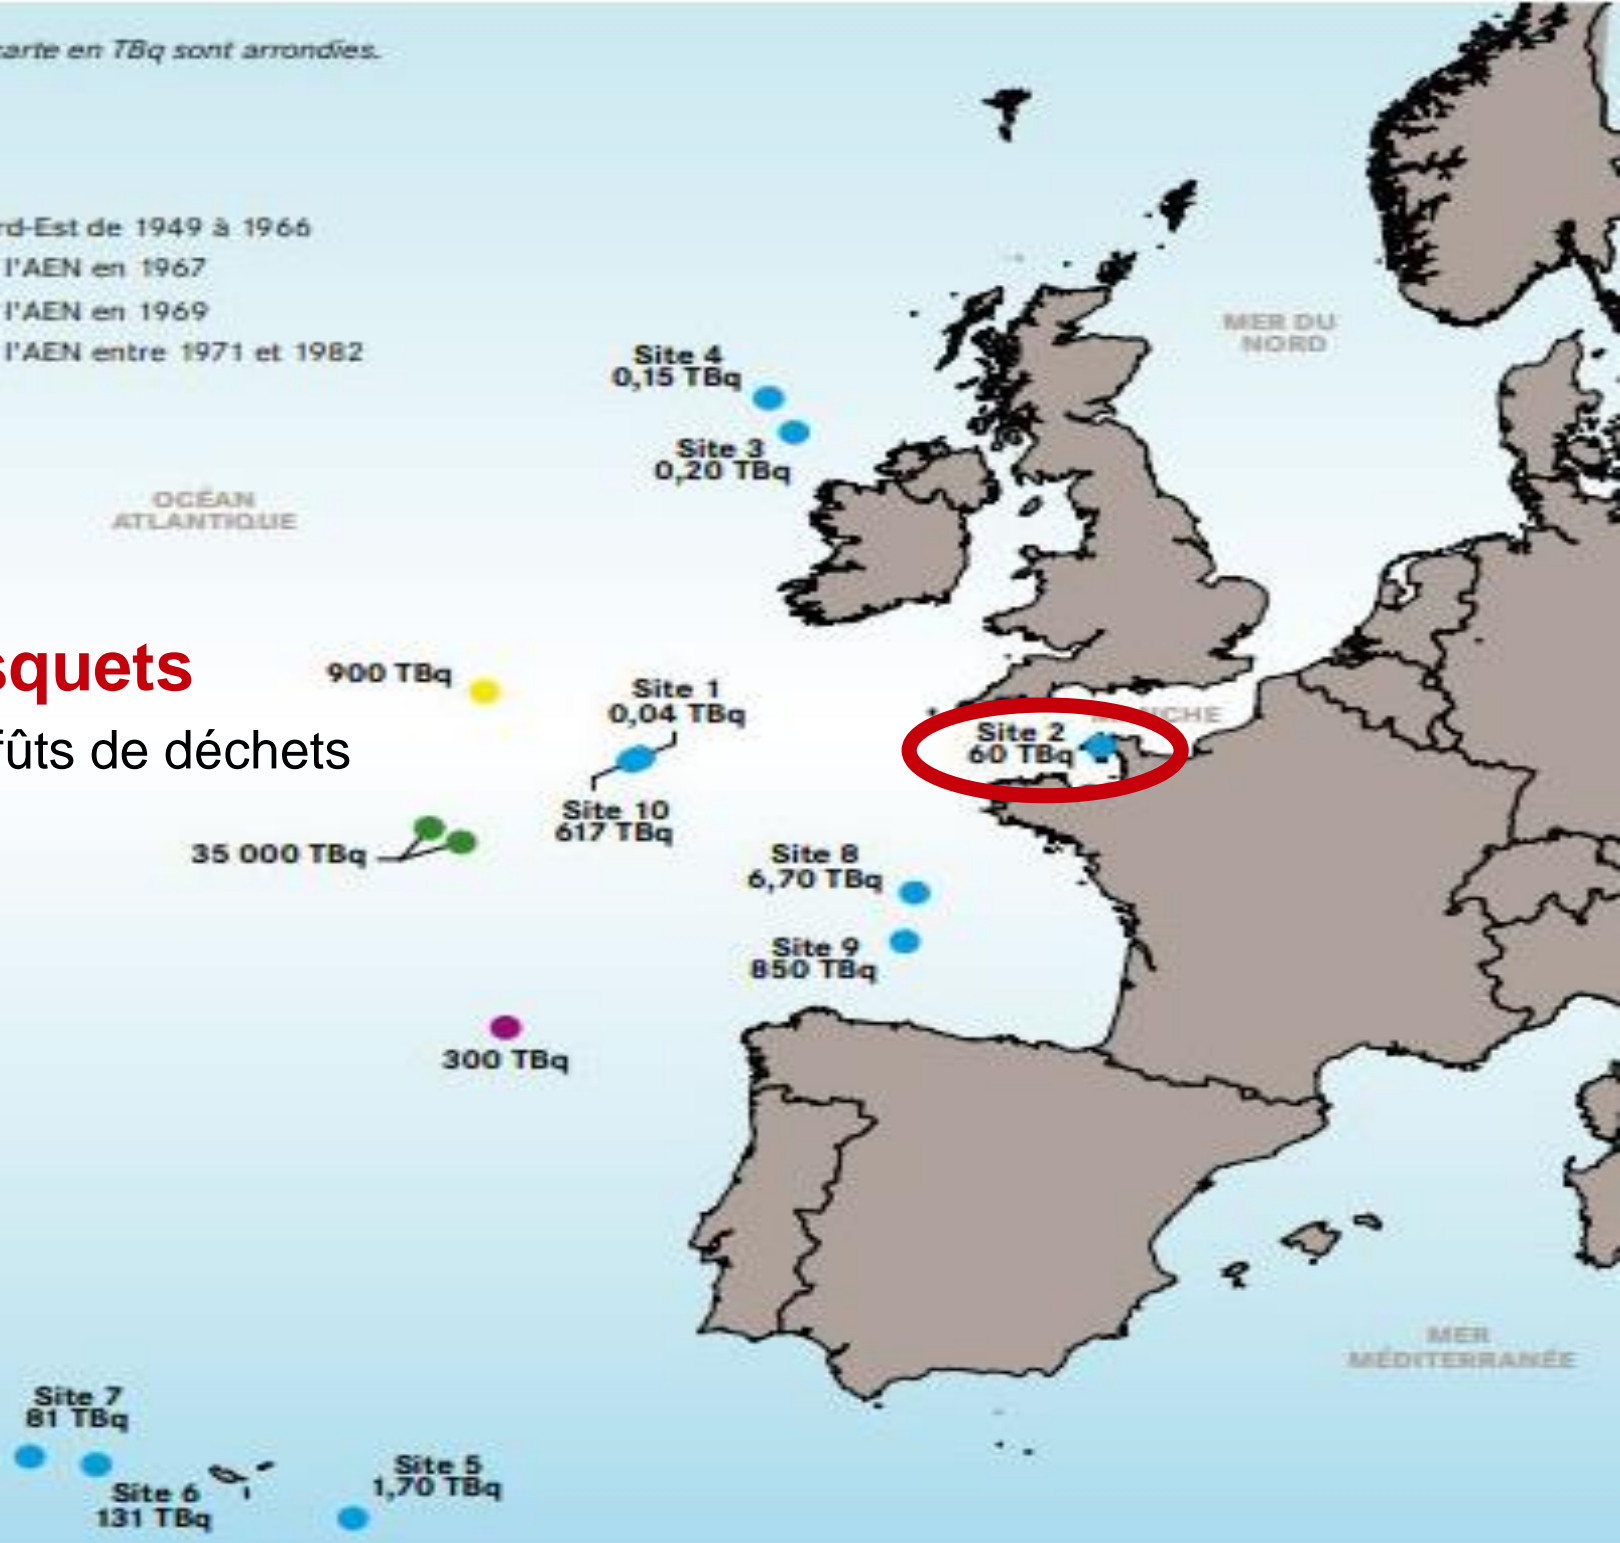 carte en TBq sont arrondies.
rd-Est de 1949 à 1966
l'AEN en 1967
l'AEN en 1969
l'AEN entre 1971 et 1982
MER DU
NORD
Site 4
0,15 TBq
Site 3
0,20 TBq
OCÉAN
ATLANTIQUE
squets
fûts de déchets
900 TBq
Site 1
0,04 TBq
MANCHE
Site 2
60 TBq
Site 10
617 TBq
35 000 TBq
Site 8
6,70 TBq
Site 9
850 TBq
300 TBq
MER
MÉDITERRANÉE
Site 7
81 TBq
Site 6
131 TBq
Site 5
1,70 TBq